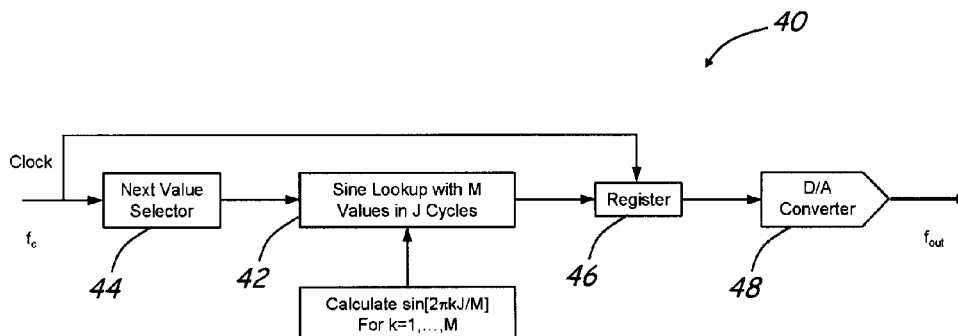 40
Clock
Next Value
Selector
Sine Lookup with M
Values in J Cycles
Register
D/A
Converter
f_c
f_out
44
42
46
48
Calculate sin[2πkJ/M]
For k=1,...,M